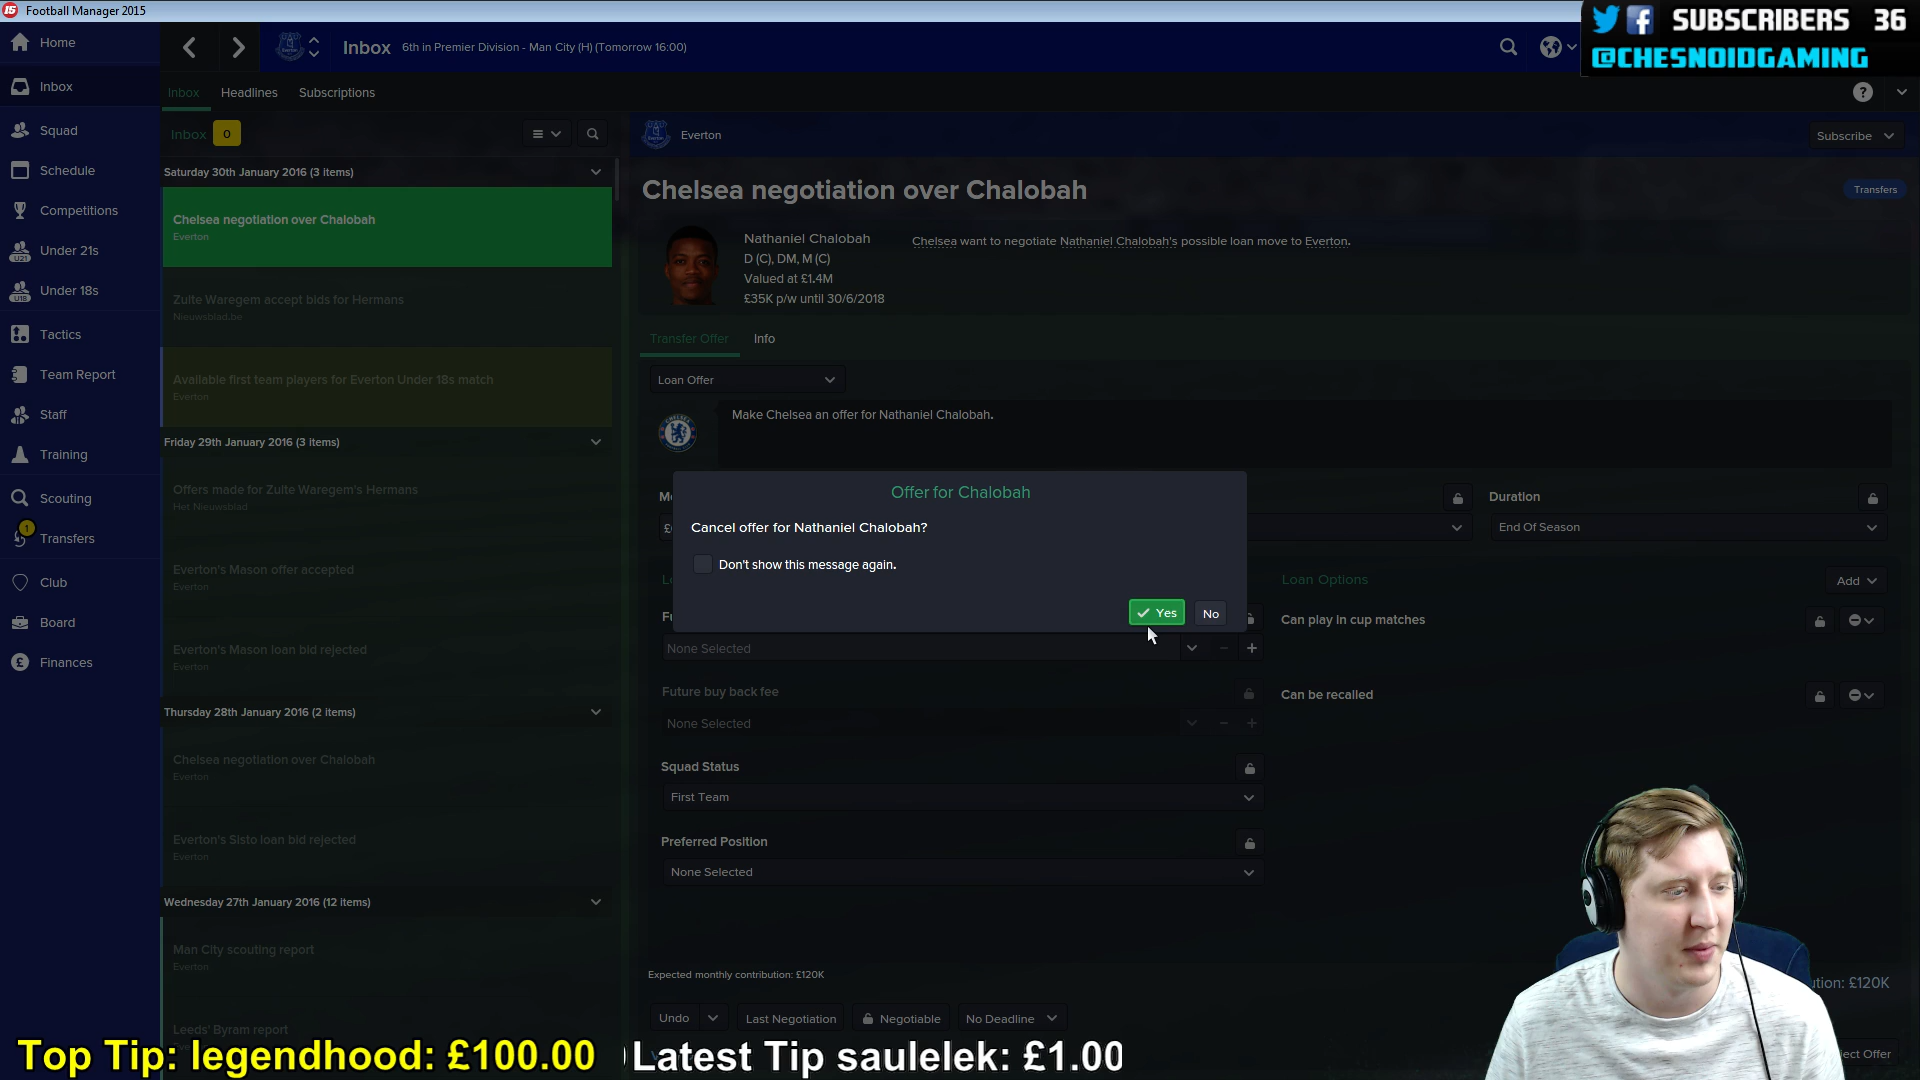 Football Manager 2015
SUBSCRIBERS 36
@CHESNOIDGAMING
Home
Inbox
Squad
Schedule
Competitions
Under 21s
Under 18s
Tactics
Team Report
Staff
Training
Scouting
1
Transfers
Club
Board
Finances
Inbox 6th in Premier Division - Man City (H) (Tomorrow 16:00)
Inbox Headlines Subscriptions
Inbox 0
Saturday 30th January 2016 (3 items)
Chelsea negotiation over Chalobah
Everton
Zulte Waregem accept bids for Hermans
Nieuwsblad.be
Available first team players for Everton Under 18s match
Everton
Friday 29th January 2016 (3 items)
Offers made for Zulte Waregem's Hermans
Het Nieuwsblad
Everton's Mason offer accepted
Everton
Everton's Mason loan bid rejected
Everton
Thursday 28th January 2016 (2 items)
Chelsea negotiation over Chalobah
Everton
Everton's Sisto loan bid rejected
Everton
Wednesday 27th January 2016 (12 items)
Man City scouting report
Everton
Leeds' Byram report
Everton
Subscribe
Chelsea negotiation over Chalobah
Transfers
Nathaniel Chalobah
D (C), DM, M (C)
Valued at £1.4M
£35K p/w until 30/6/2018
Chelsea want to negotiate Nathaniel Chalobah's possible loan move to Everton.
Transfer Offer Info
Loan Offer
Make Chelsea an offer for Nathaniel Chalobah.
Duration
End Of Season
Offer for Chalobah
Cancel offer for Nathaniel Chalobah?
Don't show this message again.
Yes No
Loan Options
Add
Can play in cup matches
Can be recalled
None Selected
Future buy back fee
None Selected
Squad Status
First Team
Preferred Position
None Selected
Expected monthly contribution: £120K
£120K
Undo Last Negotiation Negotiable No Deadline
Offer
Top Tip: legendhood: £100.00
Latest Tip saulelek: £1.00